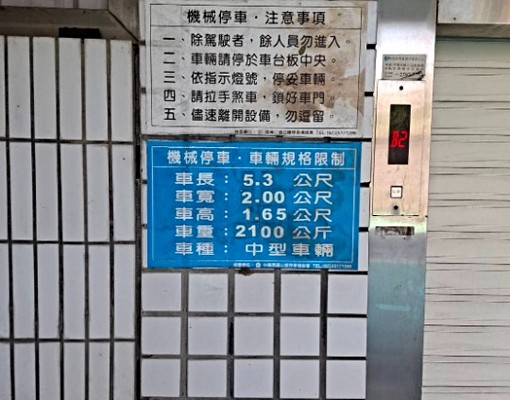 機械停車．注意事項
一、除駕駛者，餘人員勿進入
二、車輛請停於車台板中央。
三、依指示燈號，停妥車輛。
四、請拉手煞車，鎖好車門。
五、儘速離開設備，勿逗留。
機械停車．車輛規格限制
車長：5.3 公尺
車寬：2.00 公尺
車高：1.65 公尺
車重：2100 公斤
車種：中型車輛
B2